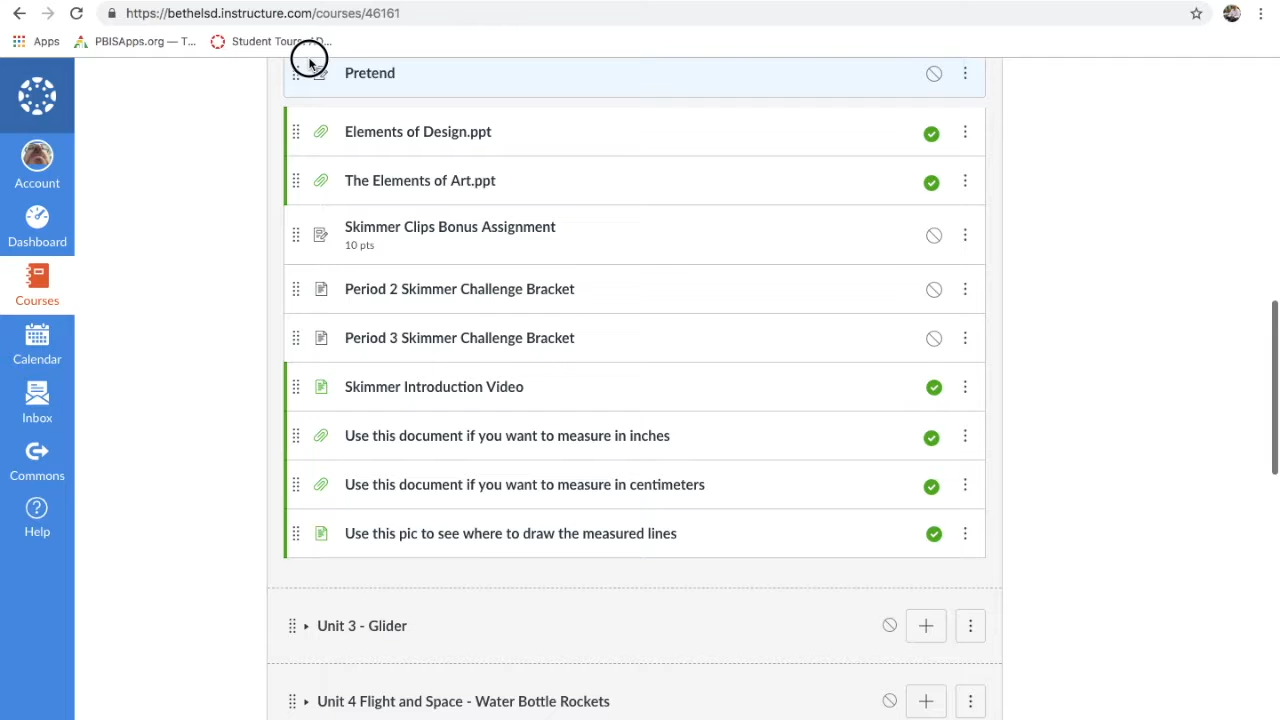 https://bethelsd.instructure.com/courses/46161
Apps
PBISApps.org — T...
Student Tours / D...
Pretend
Account
Dashboard
Courses
Calendar
Inbox
Commons
Help
Elements of Design.ppt
The Elements of Art.ppt
Skimmer Clips Bonus Assignment
10 pts
Period 2 Skimmer Challenge Bracket
Period 3 Skimmer Challenge Bracket
Skimmer Introduction Video
Use this document if you want to measure in inches
Use this document if you want to measure in centimeters
Use this pic to see where to draw the measured lines
Unit 3 - Glider
Unit 4 Flight and Space - Water Bottle Rockets